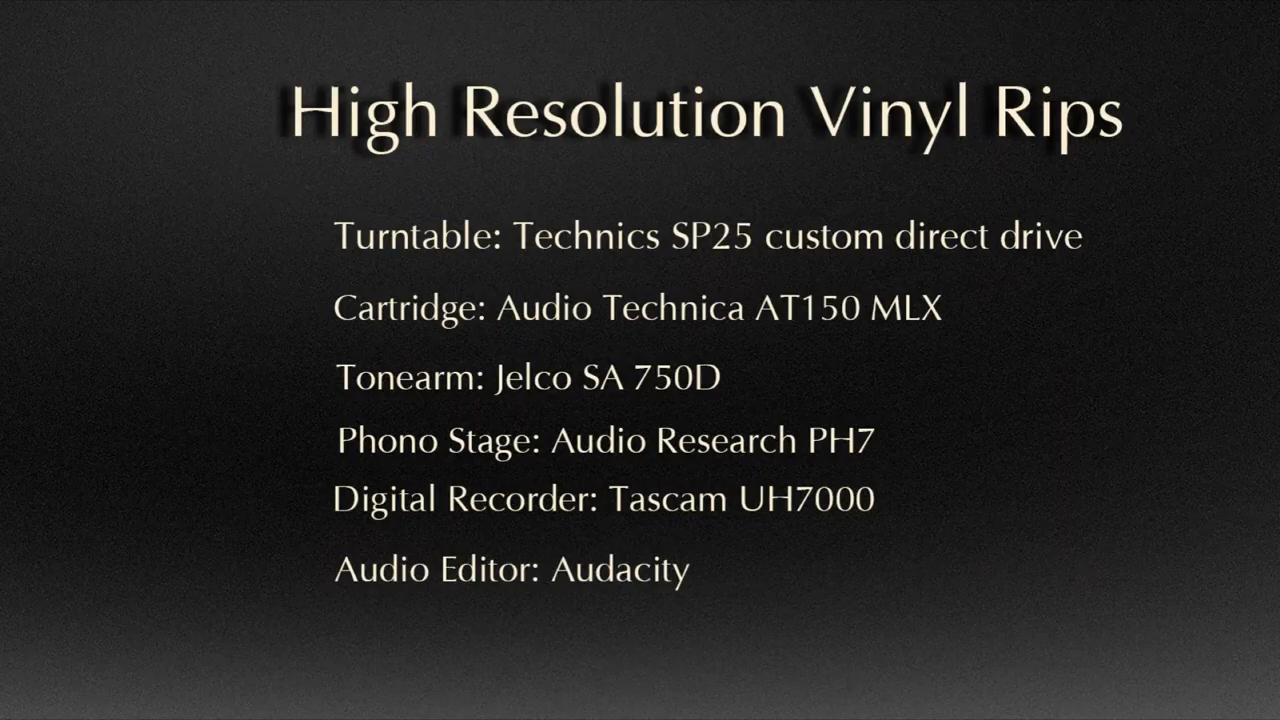 High Resolution Vinyl Rips
Turntable: Technics SP25 custom direct drive
Cartridge: Audio Technica AT150 MLX
Tonearm: Jelco SA 750D
Phono Stage: Audio Research PH7
Digital Recorder: Tascam UH7000
Audio Editor: Audacity